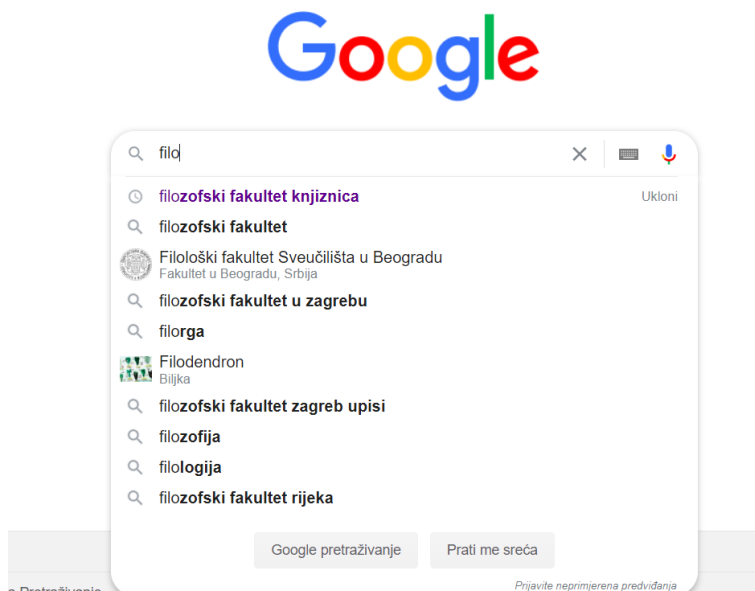 Google
filo
filozofski fakultet knjiznica Ukloni
filozofski fakultet
Filološki fakultet Sveučilišta u Beogradu
Fakultet u Beogradu, Srbija
filozofski fakultet u zagrebu
filorga
Filodendron
Biljka
filozofski fakultet zagreb upisi
filozofija
filologija
filozofski fakultet rijeka
Google pretraživanje Prati me sreća
Prijavite neprimjerena predviđanja
Pretraživanje